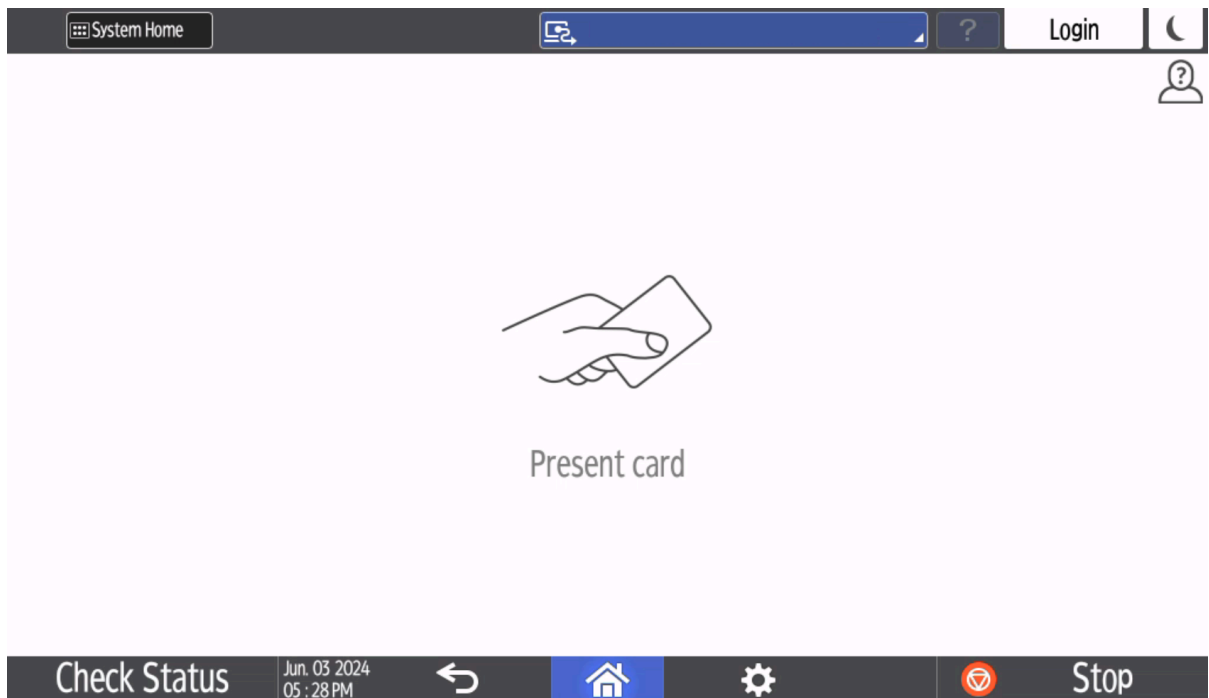 System Home
?
Login
?
Present card
Check Status
Jun. 03 2024
05 : 28 PM
Stop